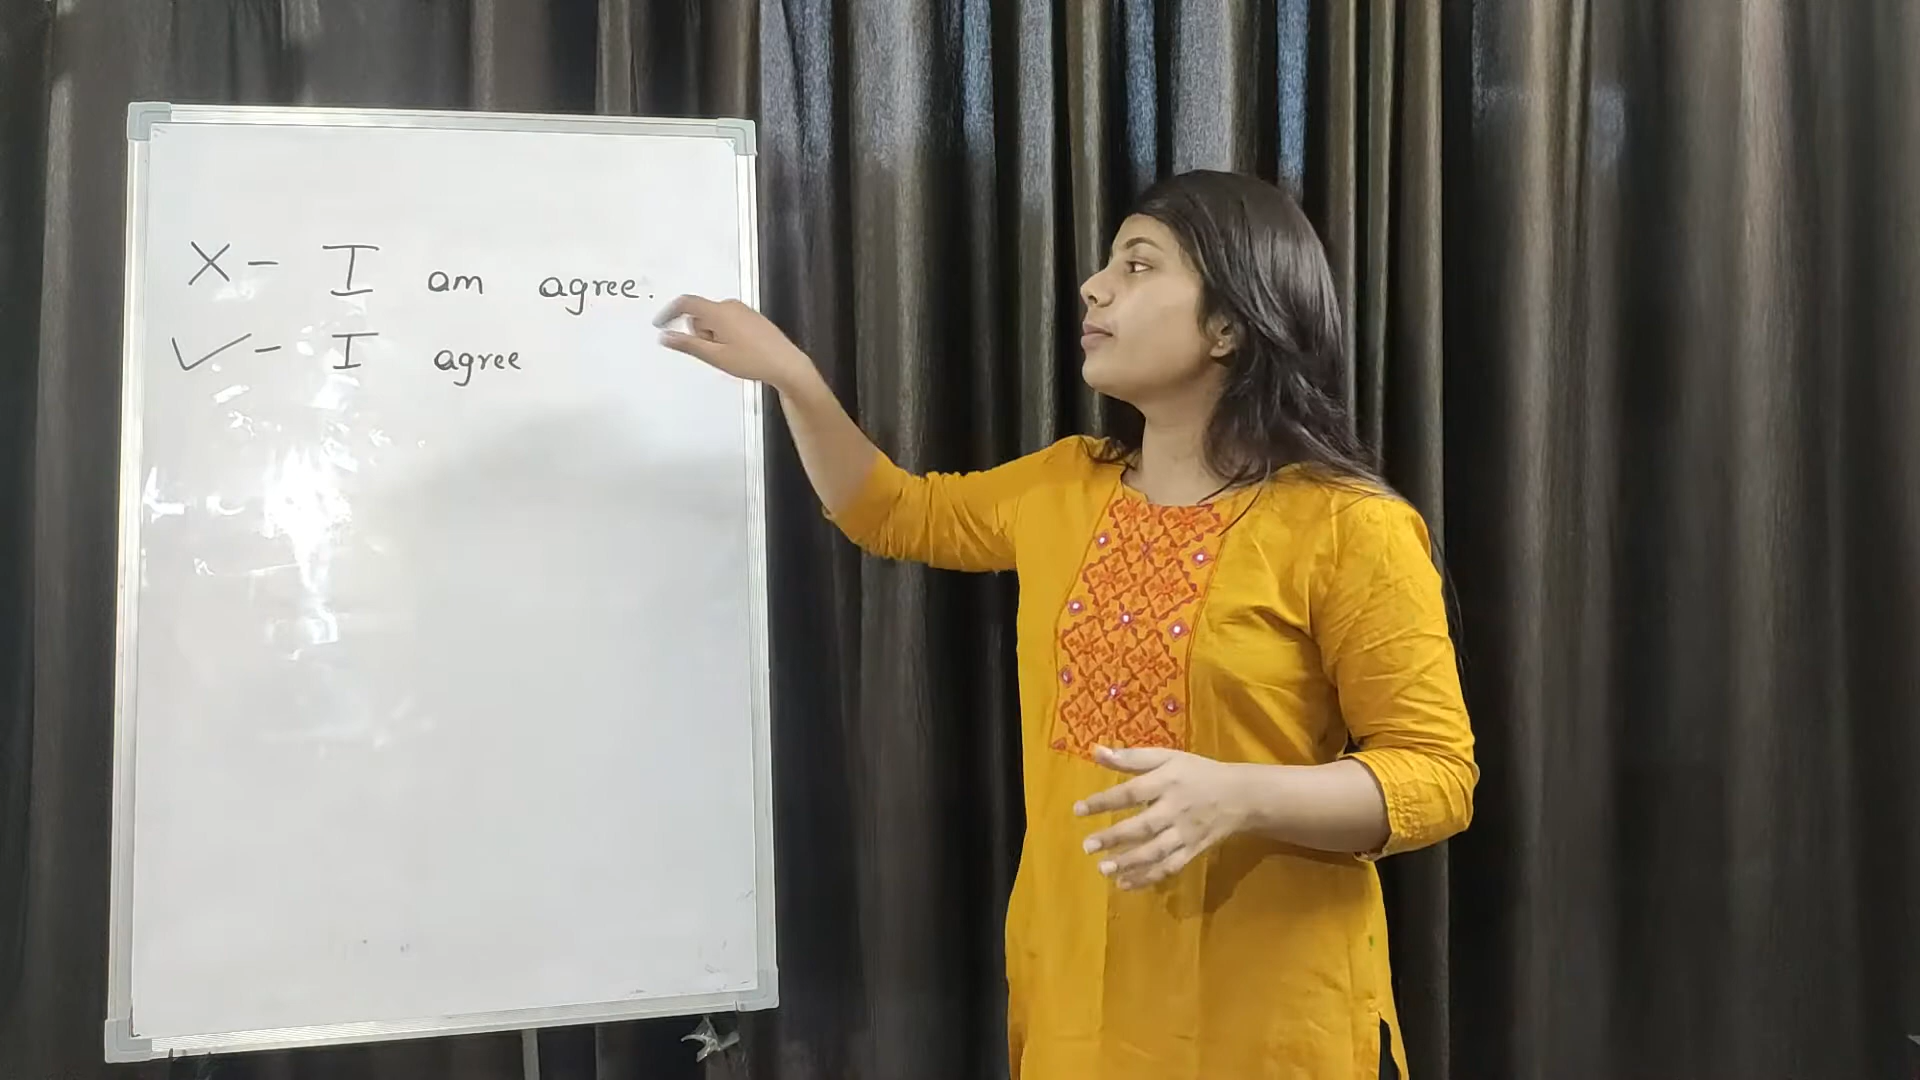 X - I am agree.
✓ - I agree